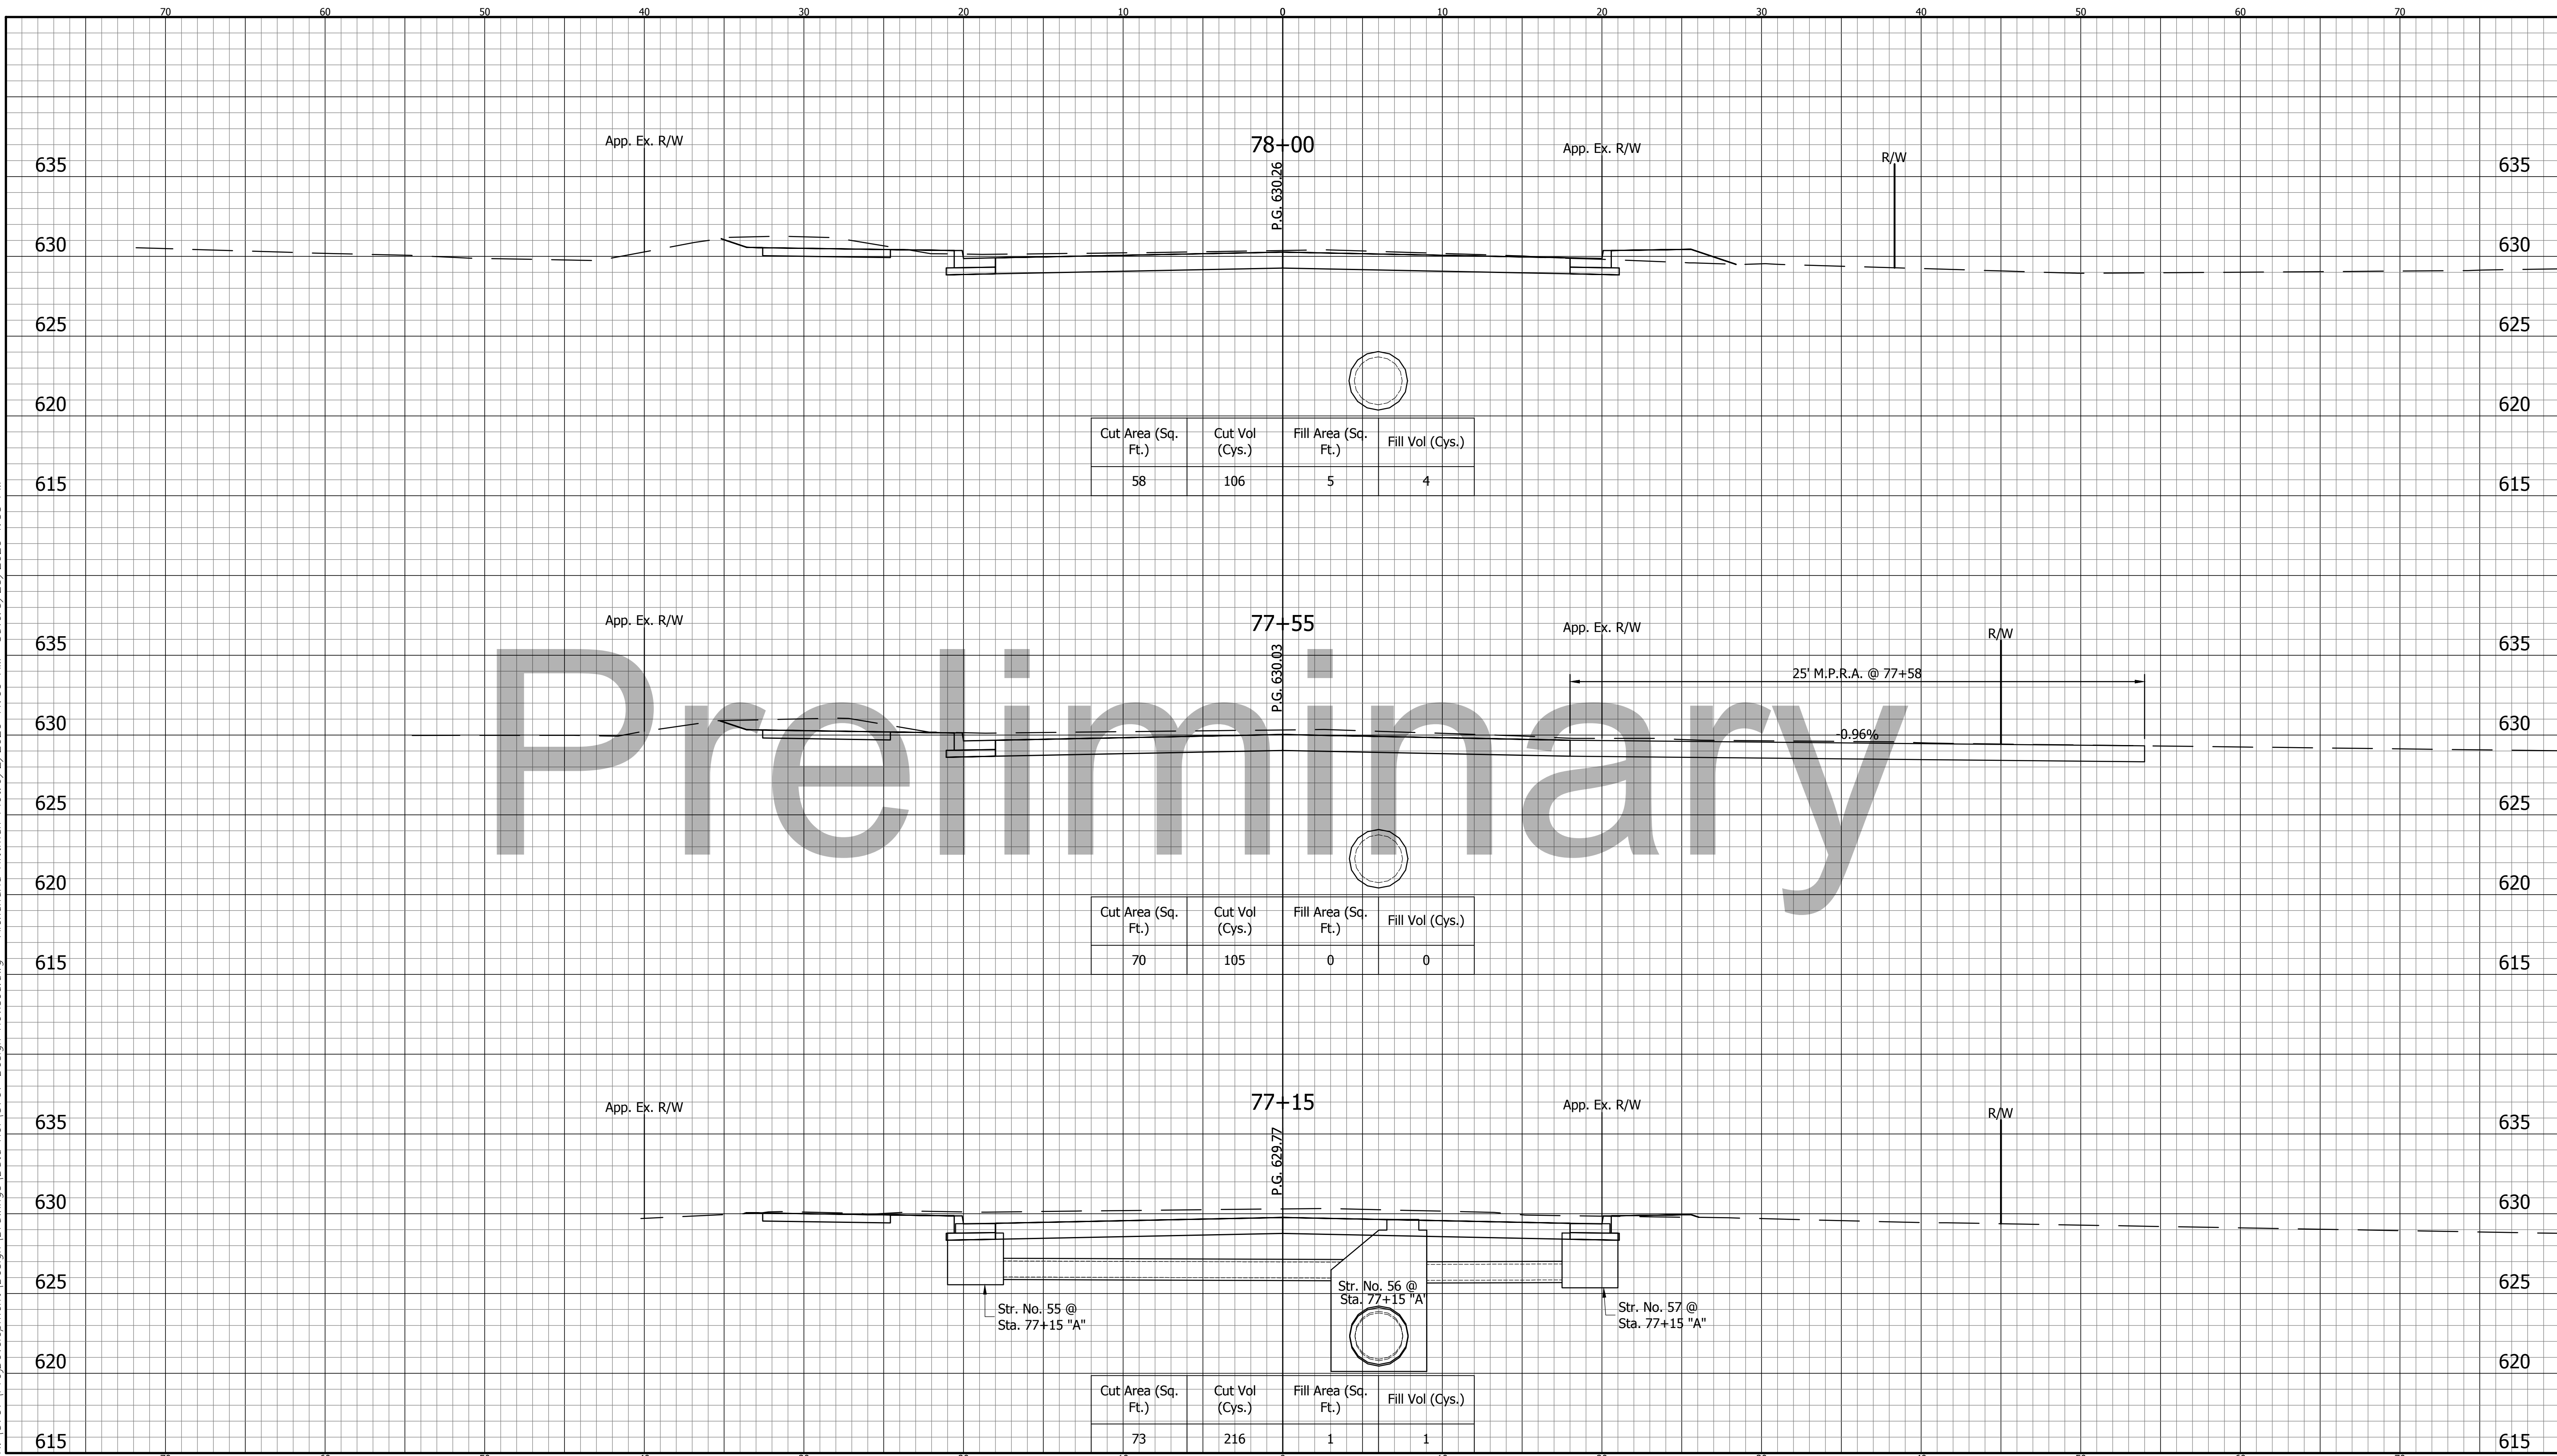 70 60 50 40 30 20 10 0 10 20 30 40 50 60 70
App. Ex. R/W
78+00
P.G. 630.26
App. Ex. R/W
R/W
635 635
630 630
625 625
620 620
Cut Area (Sq. Ft.) Cut Vol (Cys.) Fill Area (Sq. Ft.) Fill Vol (Cys.)
58 106 5 4
615 615
App. Ex. R/W
77+55
P.G. 630.03
App. Ex. R/W
R/W
635 635
25' M.P.R.A. @ 77+58
630 630
-0.96%
Preliminary
625 625
620 620
Cut Area (Sq. Ft.) Cut Vol (Cys.) Fill Area (Sq. Ft.) Fill Vol (Cys.)
70 105 0 0
615 615
App. Ex. R/W
77+15
P.G. 629.77
App. Ex. R/W
R/W
635 635
630 630
625 625
Str. No. 55 @
Sta. 77+15 "A"
Str. No. 56 @
Sta. 77+15 "A"
Str. No. 57 @
Sta. 77+15 "A"
620 620
Cut Area (Sq. Ft.) Cut Vol (Cys.) Fill Area (Sq. Ft.) Fill Vol (Cys.)
73 216 1 1
615 615